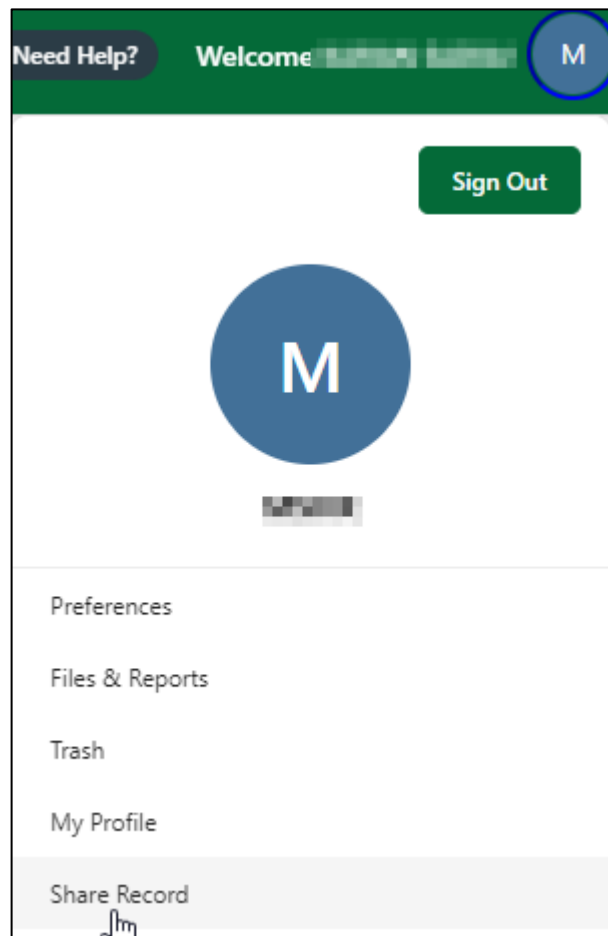 Need Help? Welcome M
Sign Out
M
Preferences
Files & Reports
Trash
My Profile
Share Record